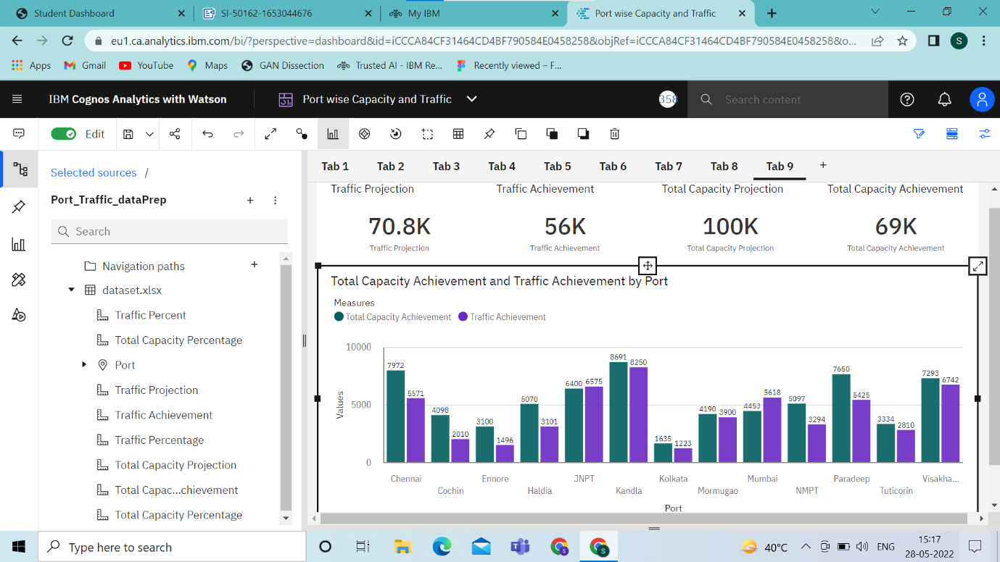 Student Dashboard
SI-50162-1653044676
My IBM
Port wise Capacity and Traffic
eu1.ca.analytics.ibm.com/bi/?perspective=dashboard&id=iCCCA84CF31464CD4BF790584E0458258&objRef=iCCCA84CF31464CD4BF790584E0458258&o...
S
Apps
Gmail
YouTube
Maps
GAN Dissection
Trusted AI - IBM Re...
Recently viewed – F...
IBM Cognos Analytics with Watson
Port wise Capacity and Traffic
358
Search content
Edit
Selected sources /
Port_Traffic_dataPrep
Search
Navigation paths
dataset.xlsx
Traffic Percent
Total Capacity Percentage
Port
Traffic Projection
Traffic Achievement
Traffic Percentage
Total Capacity Projection
Total Capac...chievement
Total Capacity Percentage
Tab 1 Tab 2 Tab 3 Tab 4 Tab 5 Tab 6 Tab 7 Tab 8 Tab 9
Traffic Projection
70.8K
Traffic Projection
Traffic Achievement
56K
Traffic Achievement
Total Capacity Projection
100K
Total Capacity Projection
Total Capacity Achievement
69K
Total Capacity Achievement
Total Capacity Achievement and Traffic Achievement by Port
Measures
Total Capacity Achievement Traffic Achievement
Values
10000
5000
0
7972 5571
4098 2010
3100 1496
5070 3101
6400 6575
8691 8250
1635 1223
4190 3900
4453 5618
5097 3294
7650 5425
3334 2810
7293 6742
Chennai Cochin Ennore Haldia JNPT Kandla Kolkata Mormugao Mumbai NMPT Paradeep Tuticorin Visakha...
Port
Type here to search
40°C
ENG
15:17
28-05-2022